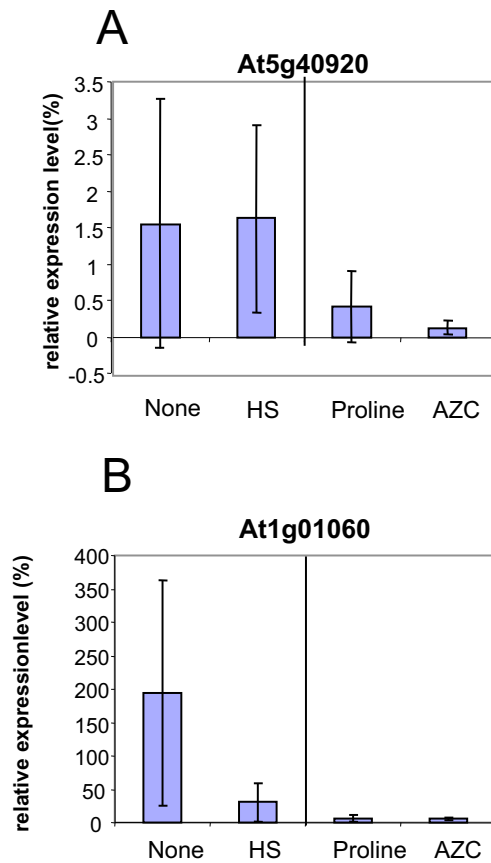 A
At5g40920
relative expression level(%)
3.5
3
2.5
2
1.5
1
0.5
0
-0.5
None HS Proline AZC
B
At1g01060
relative expressionlevel (%)
400
350
300
250
200
150
100
50
0
None HS Proline AZC